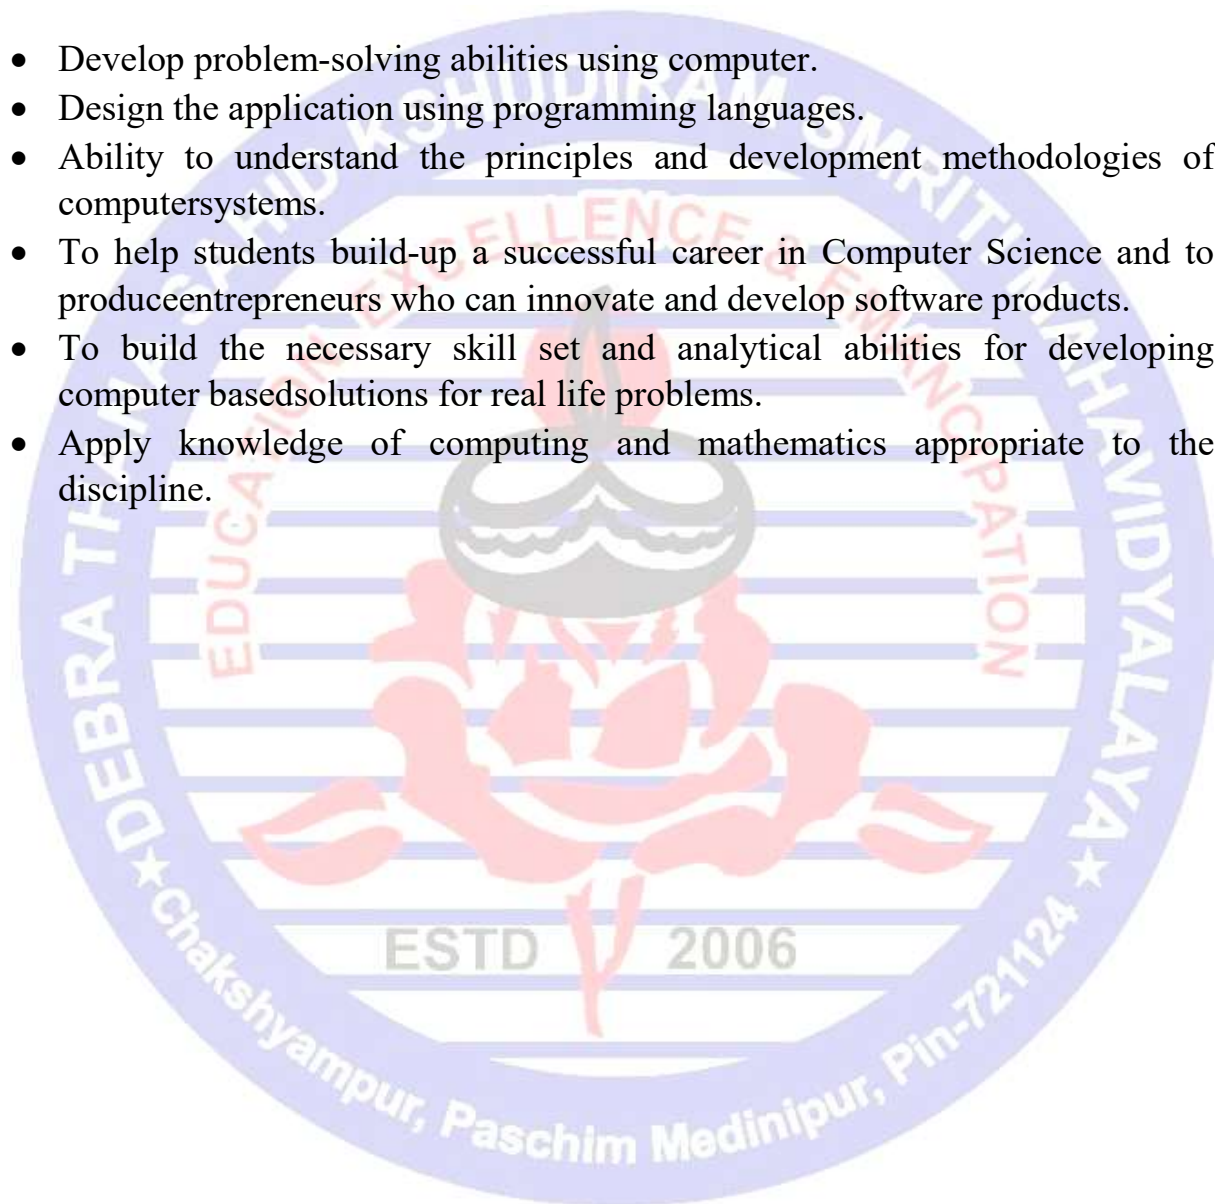 • Develop problem-solving abilities using computer.
• Design the application using programming languages.
• Ability to understand the principles and development methodologies of
computersystems.
• To help students build-up a successful career in Computer Science and to
produceentrepreneurs who can innovate and develop software products.
• To build the necessary skill set and analytical abilities for developing
computer basedsolutions for real life problems.
• Apply knowledge of computing and mathematics appropriate to the
discipline.
DEBRA THANA SAHID KSHUDIRAM SMRITI MAHAVIDYALAYA
EDUCATION EXCELLENCE & EMANCIPATION
ESTD 2006
Chakshyampur, Paschim Medinipur, Pin-721124